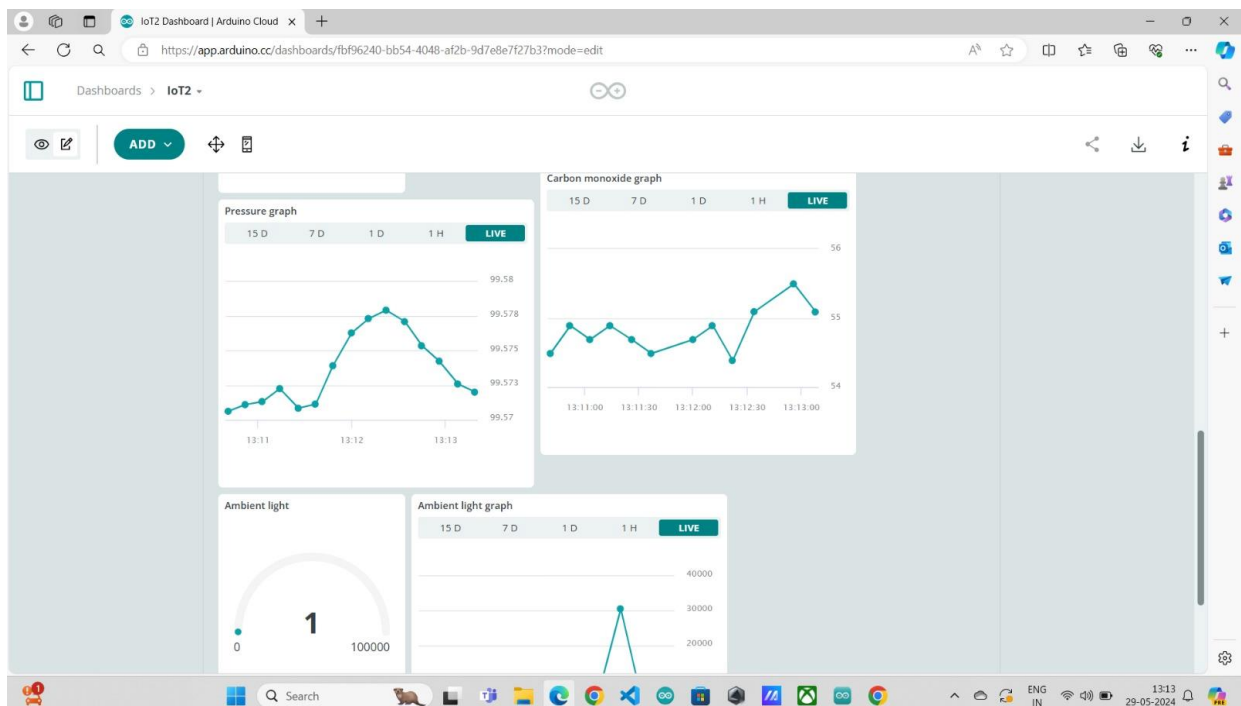 IoT2 Dashboard | Arduino Cloud
https://app.arduino.cc/dashboards/fbf96240-bb54-4048-af2b-9d7e8e7f27b3?mode=edit
Dashboards > IoT2
ADD
Carbon monoxide graph
15 D 7 D 1 D 1 H LIVE
56
55
54
13:11:00 13:11:30 13:12:00 13:12:30 13:13:00
Pressure graph
15 D 7 D 1 D 1 H LIVE
99.58
99.578
99.575
99.573
99.57
13:11 13:12 13:13
Ambient light
1
0 100000
Ambient light graph
15 D 7 D 1 D 1 H LIVE
40000
30000
20000
Search
ENG
IN
13:13
29-05-2024